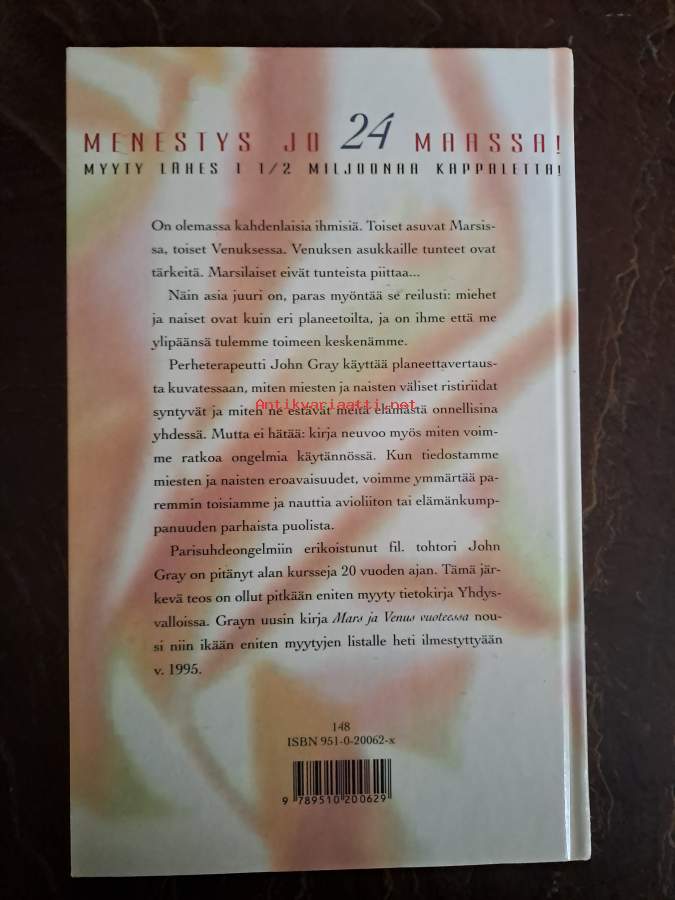 MENESTYS JO 24 MAASSA!
MYYTY LÄHES 1 1/2 MILJOONAA KAPPALETTA!
On olemassa kahdenlaisia ihmisiä. Toiset asuvat Marsis-
sa, toiset Venuksessa. Venuksen asukkaille tunteet ovat
tärkeitä. Marsilaiset eivät tunteista piittaa...
Näin asia juuri on, paras myöntää se reilusti: miehet
ja naiset ovat kuin eri planeetoilta, ja on ihme että me
ylipäänsä tulemme toimeen keskenämme.
Perheterapeutti John Gray käyttää planeettavertaus-
ta kuvatessaan, miten miesten ja naisten väliset ristiriidat
Antikvariaatti.net
syntyvät ja miten ne estävät meitä elämästä onnellisina
yhdessä. Mutta ei hätää: kirja neuvoo myös miten voim-
me ratkoa ongelmia käytännössä. Kun tiedostamme
miesten ja naisten eroavaisuudet, voimme ymmärtää pa-
remmin toisiamme ja nauttia avioliiton tai elämänkump-
panuuden parhaista puolista.
Parisuhdeongelmiin erikoistunut fil. tohtori John
Gray on pitänyt alan kursseja 20 vuoden ajan. Tämä jär-
kevä teos on ollut pitkään eniten myyty tietokirja Yhdys-
valloissa. Grayn uusin kirja Mars ja Venus vuoteessa nou-
si niin ikään eniten myytyjen listalle heti ilmestyttyään
v. 1995.
148
ISBN 951-0-20062-x
9 789510 200629